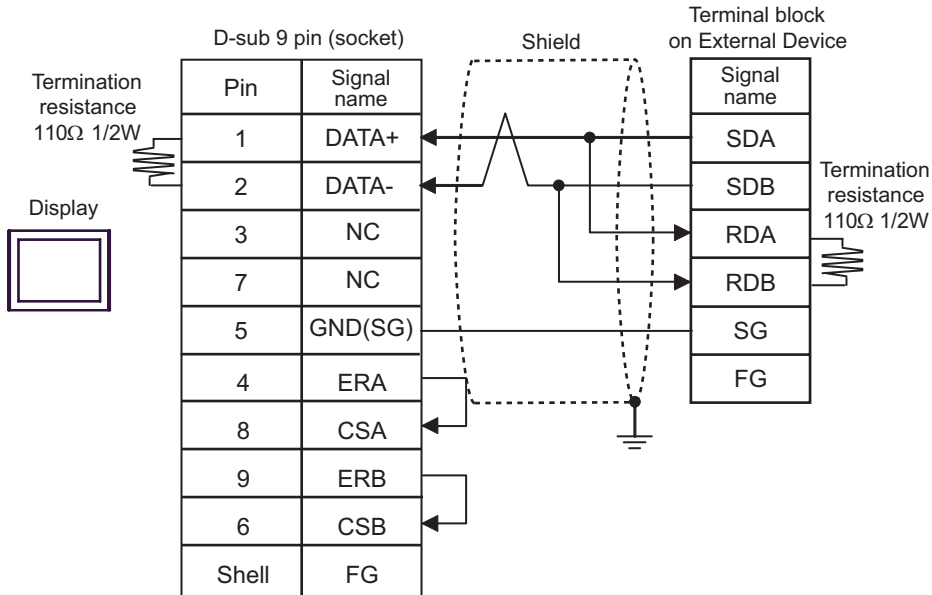 Terminal block
on External Device
D-sub 9 pin (socket)
Shield
Termination
resistance
110Ω 1/2W
Display
Pin Signal name
1 DATA+
2 DATA-
3 NC
7 NC
5 GND(SG)
4 ERA
8 CSA
9 ERB
6 CSB
Shell FG
Signal
name
SDA
SDB
RDA
RDB
SG
FG
Termination
resistance
110Ω 1/2W